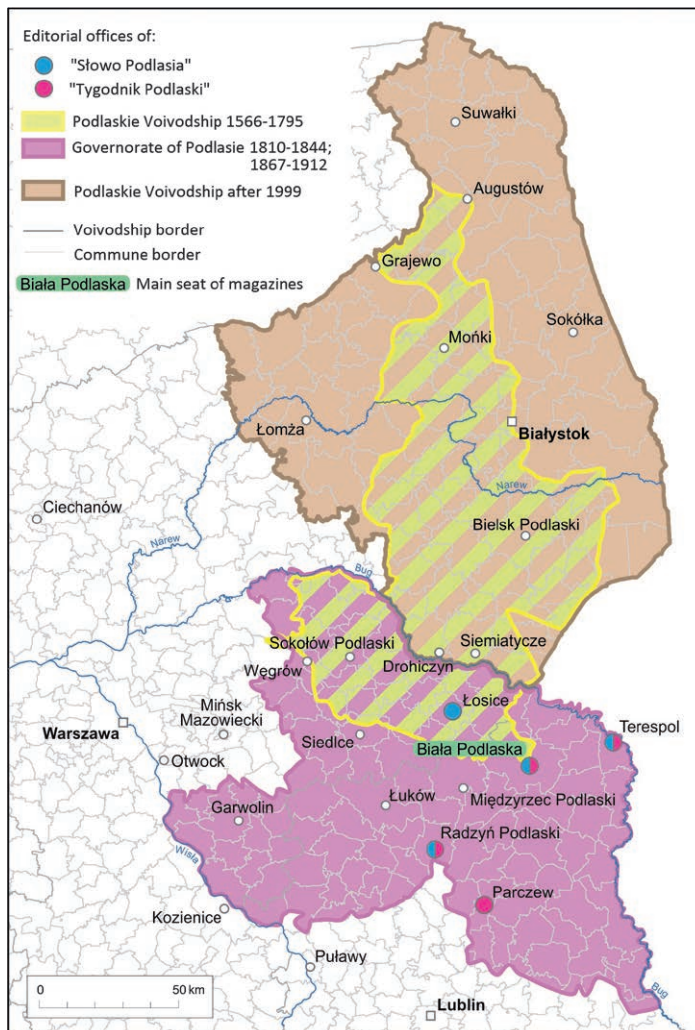 Editorial offices of:
"Słowo Podlasia"
"Tygodnik Podlaski"
Podlaskie Voivodship 1566-1795
Governorate of Podlasie 1810-1844;
1867-1912
Podlaskie Voivodship after 1999
Voivodship border
Commune border
Biała Podlaska Main seat of magazines
Suwałki
Augustów
Grajewo
Sokółka
Mońki
Łomża
Białystok
Narew
Ciechanów
Bielsk Podlaski
Narew
Bug
Sokołów Podlaski
Siemiatycze
Drohiczyn
Węgrów
Łosice
Mińsk
Mazowiecki
Warszawa
Terespol
Siedlce
Biała Podlaska
Otwock
Międzyrzec Podlaski
Łuków
Garwolin
Radzyń Podlaski
Wisła
Parczew
Kozienice
Puławy
0 50 km
Bug
Lublin